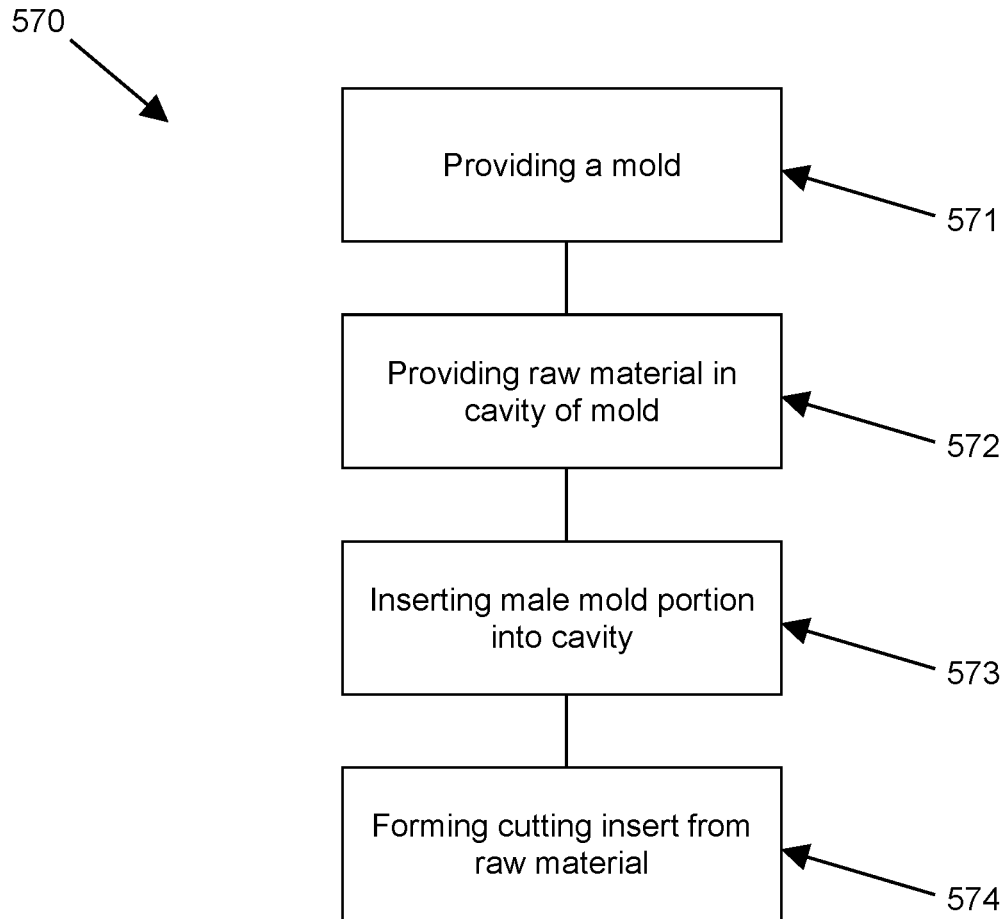 570
Providing a mold
571
Providing raw material in
cavity of mold
572
Inserting male mold portion
into cavity
573
Forming cutting insert from
raw material
574